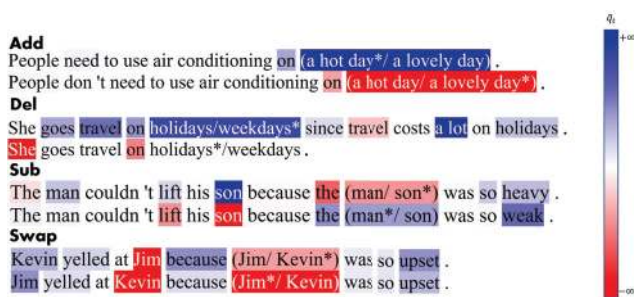 q_i
+∞
Add
People need to use air conditioning on (a hot day*/ a lovely day) .
People don 't need to use air conditioning on (a hot day/ a lovely day*) .
Del
She goes travel on holidays/weekdays* since travel costs a lot on holidays .
She goes travel on holidays*/weekdays .
Sub
The man couldn 't lift his son because the (man/ son*) was so heavy .
The man couldn 't lift his son because the (man*/ son) was so weak .
Swap
Kevin yelled at Jim because (Jim/ Kevin*) was so upset .
Jim yelled at Kevin because (Jim*/ Kevin) was so upset .
-∞